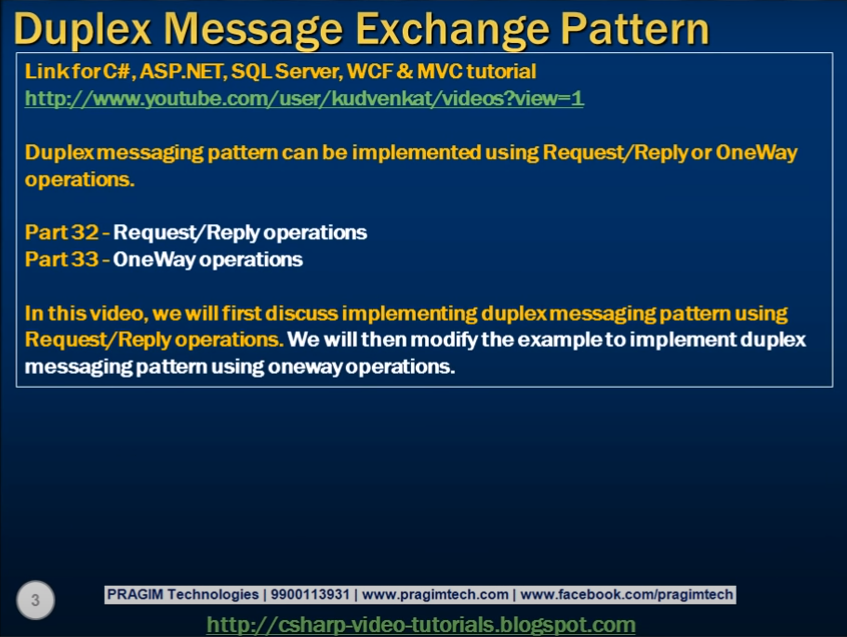 Duplex Message Exchange Pattern
Link for C#, ASP.NET, SQL Server, WCF & MVC tutorial
http://www.youtube.com/user/kudvenkat/videos?view=1
Duplex messaging pattern can be implemented using Request/Reply or OneWay
operations.
Part 32 - Request/Reply operations
Part 33 - OneWay operations
In this video, we will first discuss implementing duplex messaging pattern using
Request/Reply operations. We will then modify the example to implement duplex
messaging pattern using oneway operations.
3
PRAGIM Technologies | 9900113931 | www.pragimtech.com | www.facebook.com/pragimtech
http://csharp-video-tutorials.blogspot.com